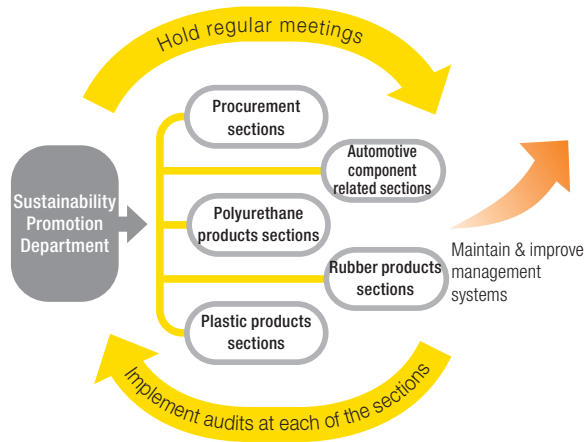 Hold regular meetings
Procurement
sections
Automotive
component
related sections
Sustainability
Promotion
Department
Polyurethane
products sections
Rubber products
sections
Maintain & improve
management
systems
Plastic products
sections
Implement audits at each of the sections